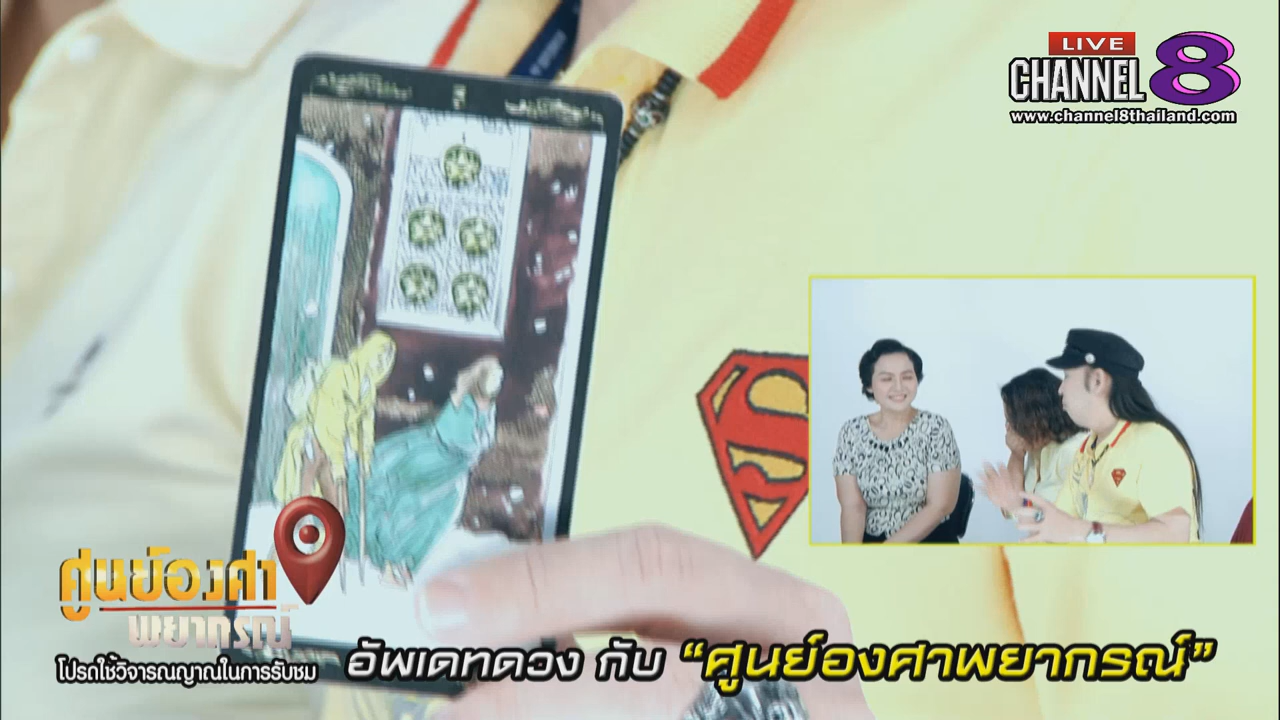 LIVE
CHANNEL 8
www.channel8thailand.com
ศูนย์องศา
พยากรณ์
โปรดใช้วิจารณญาณในการรับชม
อัพเดทดวง กับ “ศูนย์องศาพยากรณ์”